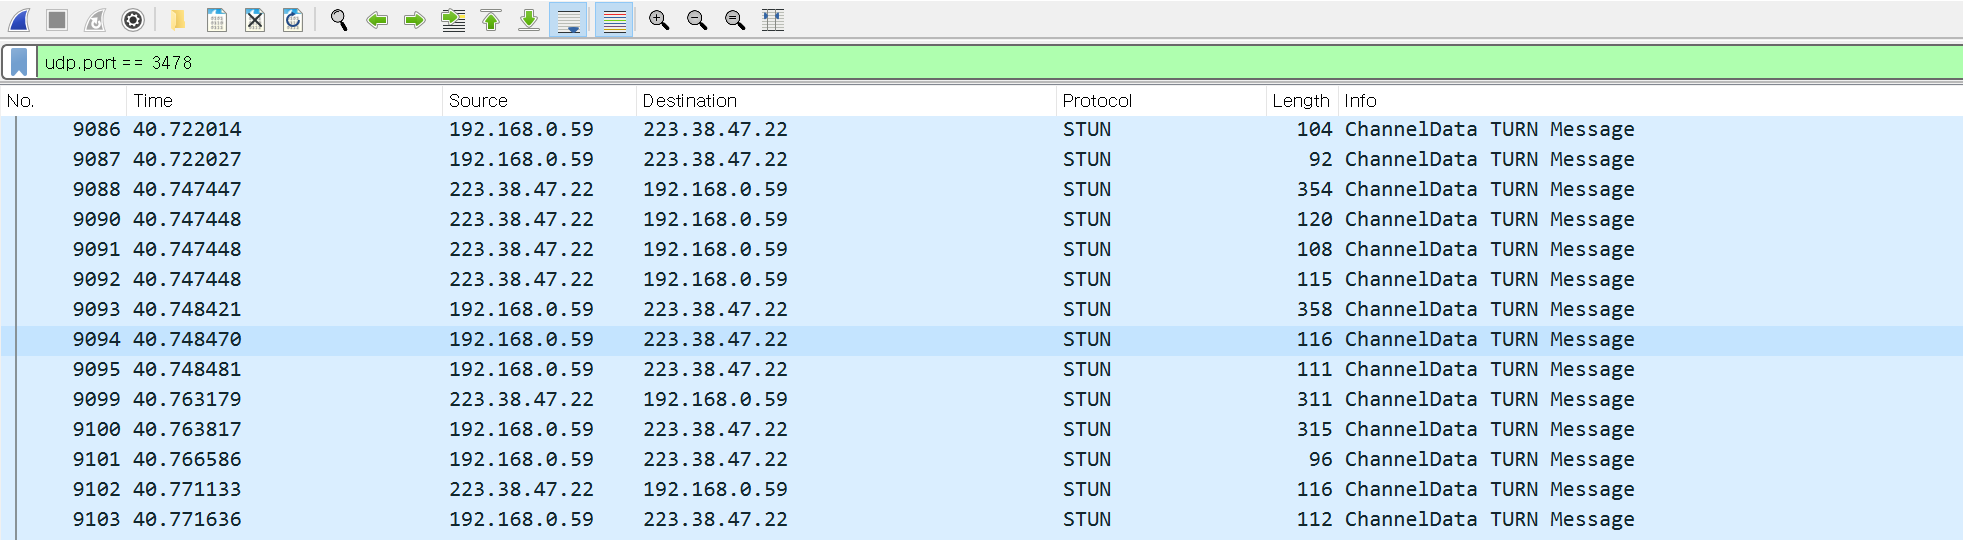 udp.port == 3478
No. Time Source Destination Protocol Length Info
9086 40.722014 192.168.0.59 223.38.47.22 STUN 104 ChannelData TURN Message
9087 40.722027 192.168.0.59 223.38.47.22 STUN 92 ChannelData TURN Message
9088 40.747447 223.38.47.22 192.168.0.59 STUN 354 ChannelData TURN Message
9090 40.747448 223.38.47.22 192.168.0.59 STUN 120 ChannelData TURN Message
9091 40.747448 223.38.47.22 192.168.0.59 STUN 108 ChannelData TURN Message
9092 40.747448 223.38.47.22 192.168.0.59 STUN 115 ChannelData TURN Message
9093 40.748421 192.168.0.59 223.38.47.22 STUN 358 ChannelData TURN Message
9094 40.748470 192.168.0.59 223.38.47.22 STUN 116 ChannelData TURN Message
9095 40.748481 192.168.0.59 223.38.47.22 STUN 111 ChannelData TURN Message
9099 40.763179 223.38.47.22 192.168.0.59 STUN 311 ChannelData TURN Message
9100 40.763817 192.168.0.59 223.38.47.22 STUN 315 ChannelData TURN Message
9101 40.766586 192.168.0.59 223.38.47.22 STUN 96 ChannelData TURN Message
9102 40.771133 223.38.47.22 192.168.0.59 STUN 116 ChannelData TURN Message
9103 40.771636 192.168.0.59 223.38.47.22 STUN 112 ChannelData TURN Message